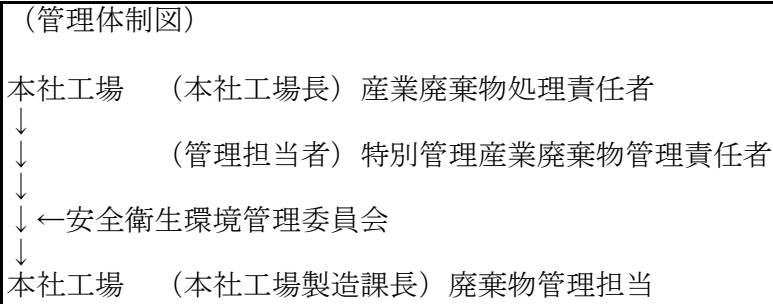 （管理体制図）
本社工場　（本社工場長）産業廃棄物処理責任者
↓
↓　　　　（管理担当者）特別管理産業廃棄物管理責任者
↓
↓←安全衛生環境管理委員会
↓
本社工場　（本社工場製造課長）廃棄物管理担当